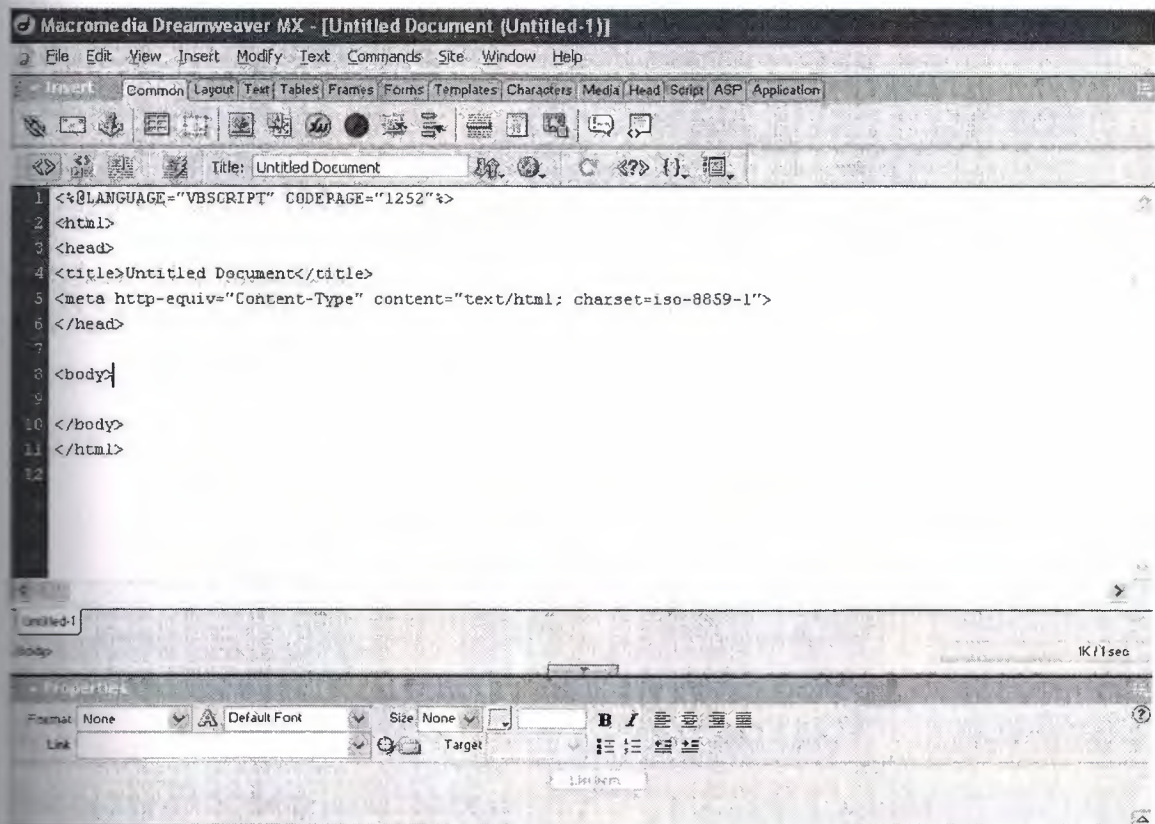 Macromedia Dreamweaver MX - [Untitled Document (Untitled-1)]
File Edit View Insert Modify Text Commands Site Window Help
Insert Common Layout Text Tables Frames Forms Templates Characters Media Head Script ASP Application
Title: Untitled Document
1 <%@LANGUAGE="VBSCRIPT" CODEPAGE="1252"%>
2 <html>
3 <head>
4 <title>Untitled Document</title>
5 <meta http-equiv="Content-Type" content="text/html; charset=iso-8859-1">
6 </head>
7
8 <body>
9
10 </body>
11 </html>
12
Untitled-1
<body> 1K / 1 sec
Properties
Format None Default Font Size None B I
Link Target
List Item...